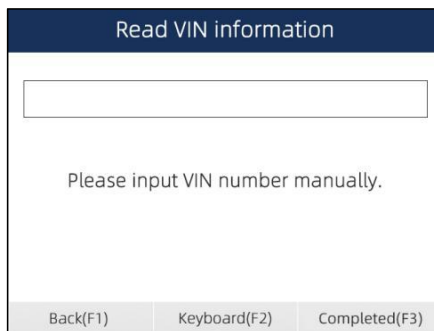 Read VIN information
Please input VIN number manually.
Back(F1) Keyboard(F2) Completed(F3)